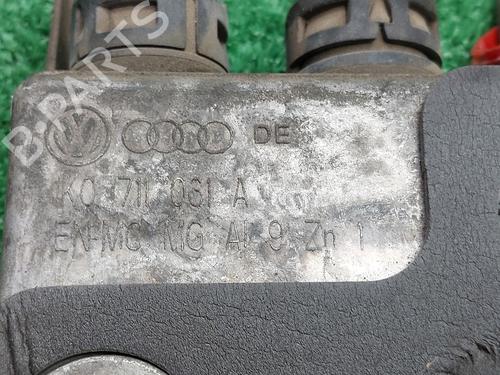 B-PARTS
DE
1K0 711 061 A
EN-MC MG Al 9 Zn 1